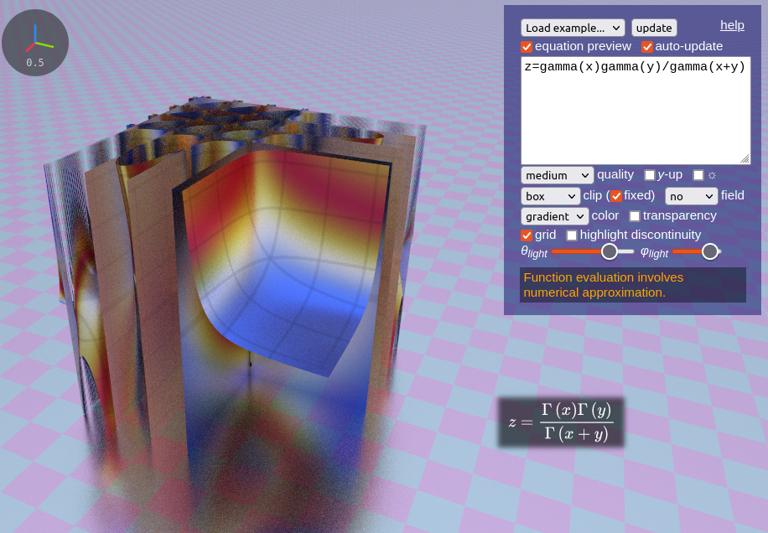 0.5
Load example... update help
equation preview auto-update
z=gamma(x)gamma(y)/gamma(x+y)
medium quality y-up ☼
box clip (fixed) no field
gradient color transparency
grid highlight discontinuity
θlight φlight
Function evaluation involves
numerical approximation.
z = Γ(x)Γ(y) / Γ(x + y)